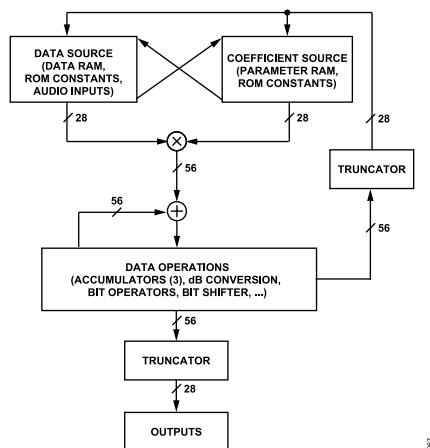 DATA SOURCE
(DATA RAM,
ROM CONSTANTS,
AUDIO INPUTS)
COEFFICIENT SOURCE
(PARAMETER RAM,
ROM CONSTANTS)
28
28
28
56
TRUNCATOR
56
56
DATA OPERATIONS
(ACCUMULATORS (3), dB CONVERSION,
BIT OPERATORS, BIT SHIFTER, ...)
56
TRUNCATOR
28
OUTPUTS